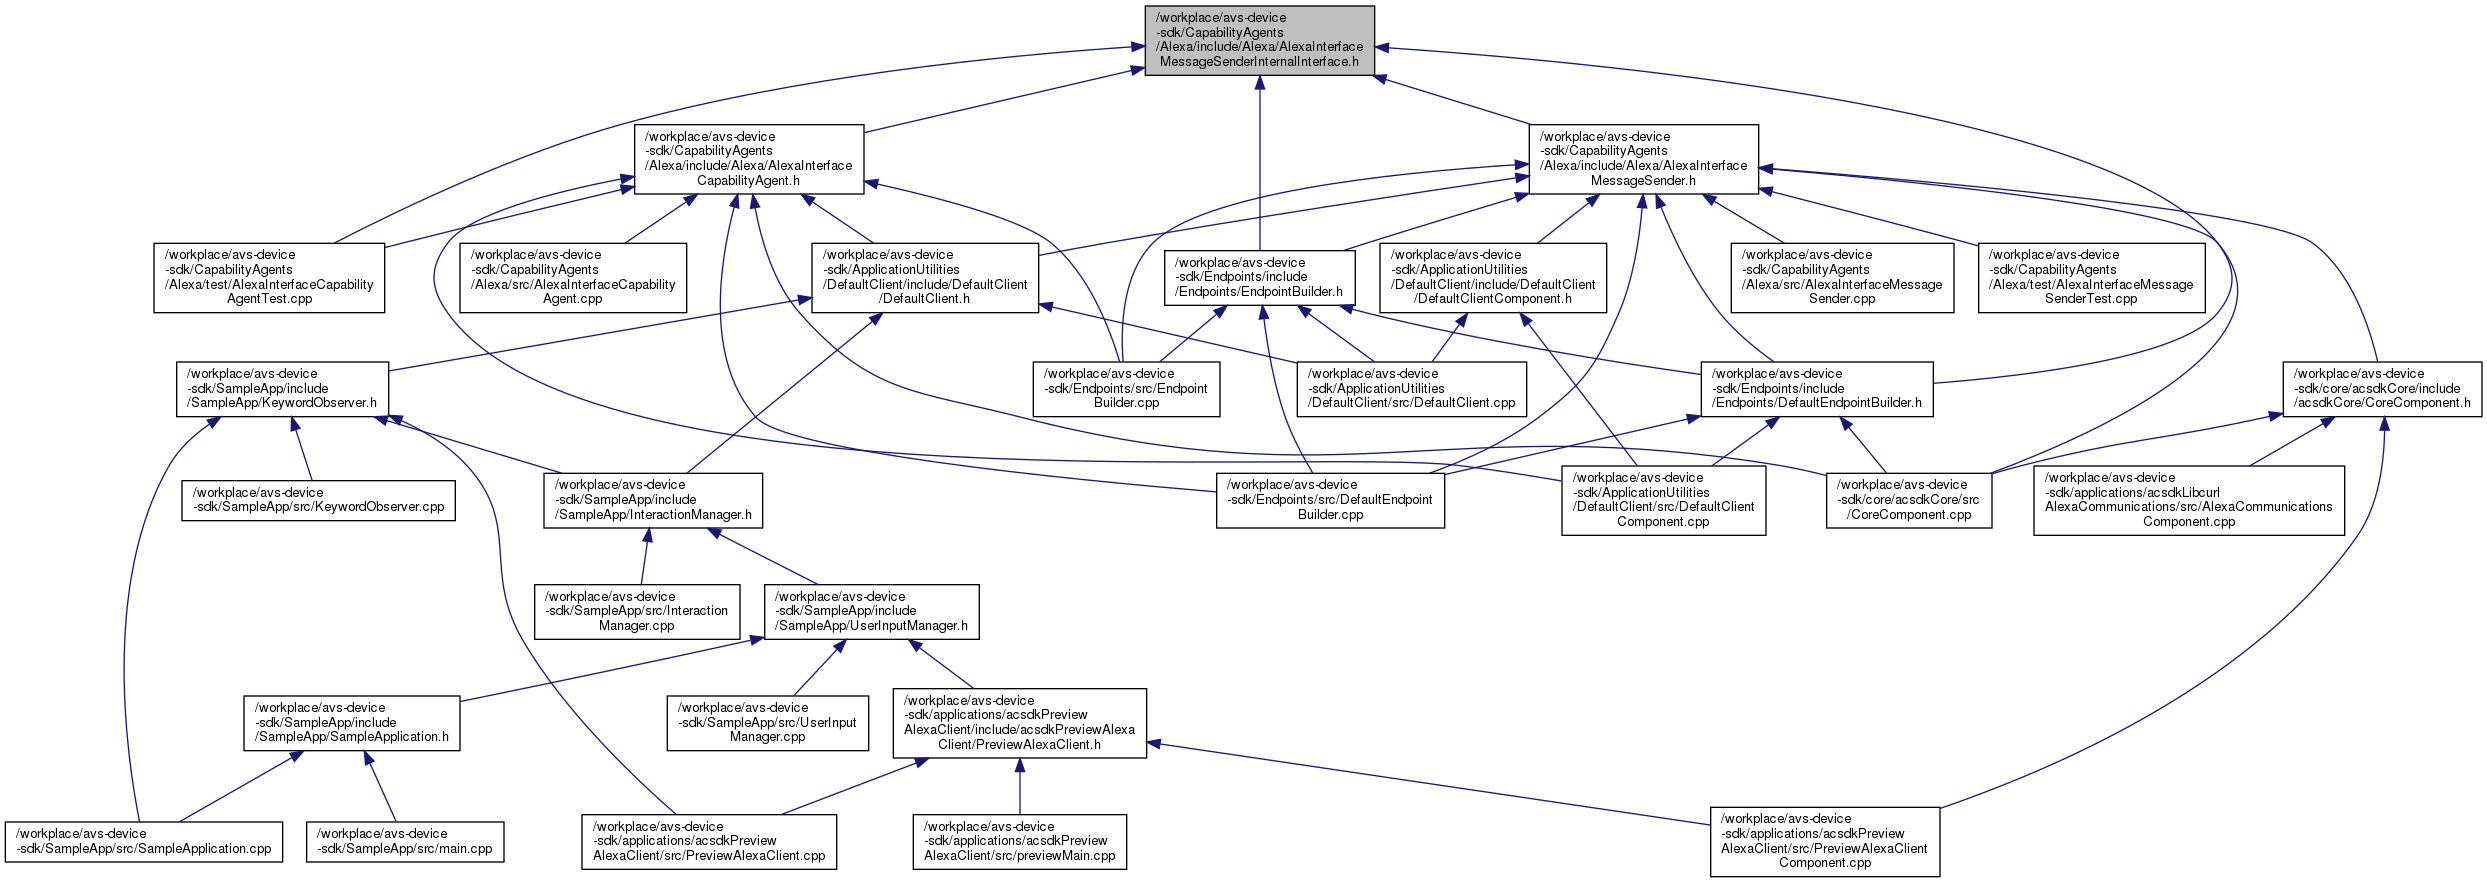 /workplace/avs-device
-sdk/CapabilityAgents
/Alexa/include/Alexa/AlexaInterface
MessageSenderInternalInterface.h
/workplace/avs-device
-sdk/CapabilityAgents
/Alexa/include/Alexa/AlexaInterface
CapabilityAgent.h
/workplace/avs-device
-sdk/CapabilityAgents
/Alexa/include/Alexa/AlexaInterface
MessageSender.h
/workplace/avs-device
-sdk/CapabilityAgents
/Alexa/test/AlexaInterfaceCapability
AgentTest.cpp
/workplace/avs-device
-sdk/CapabilityAgents
/Alexa/src/AlexaInterfaceCapability
Agent.cpp
/workplace/avs-device
-sdk/ApplicationUtilities
/DefaultClient/include/DefaultClient
/DefaultClient.h
/workplace/avs-device
-sdk/Endpoints/include
/Endpoints/EndpointBuilder.h
/workplace/avs-device
-sdk/ApplicationUtilities
/DefaultClient/include/DefaultClient
/DefaultClientComponent.h
/workplace/avs-device
-sdk/CapabilityAgents
/Alexa/src/AlexaInterfaceMessage
Sender.cpp
/workplace/avs-device
-sdk/CapabilityAgents
/Alexa/test/AlexaInterfaceMessage
SenderTest.cpp
/workplace/avs-device
-sdk/SampleApp/include
/SampleApp/KeywordObserver.h
/workplace/avs-device
-sdk/Endpoints/src/Endpoint
Builder.cpp
/workplace/avs-device
-sdk/ApplicationUtilities
/DefaultClient/src/DefaultClient.cpp
/workplace/avs-device
-sdk/Endpoints/include
/Endpoints/DefaultEndpointBuilder.h
/workplace/avs-device
-sdk/core/acsdkCore/include
/acsdkCore/CoreComponent.h
/workplace/avs-device
-sdk/SampleApp/src/KeywordObserver.cpp
/workplace/avs-device
-sdk/SampleApp/include
/SampleApp/InteractionManager.h
/workplace/avs-device
-sdk/Endpoints/src/DefaultEndpoint
Builder.cpp
/workplace/avs-device
-sdk/ApplicationUtilities
/DefaultClient/src/DefaultClient
Component.cpp
/workplace/avs-device
-sdk/core/acsdkCore/src
/CoreComponent.cpp
/workplace/avs-device
-sdk/applications/acsdkLibcurl
AlexaCommunications/src/AlexaCommunications
Component.cpp
/workplace/avs-device
-sdk/SampleApp/src/Interaction
Manager.cpp
/workplace/avs-device
-sdk/SampleApp/include
/SampleApp/UserInputManager.h
/workplace/avs-device
-sdk/SampleApp/include
/SampleApp/SampleApplication.h
/workplace/avs-device
-sdk/SampleApp/src/UserInput
Manager.cpp
/workplace/avs-device
-sdk/applications/acsdkPreview
AlexaClient/include/acsdkPreviewAlexa
Client/PreviewAlexaClient.h
/workplace/avs-device
-sdk/SampleApp/src/SampleApplication.cpp
/workplace/avs-device
-sdk/SampleApp/src/main.cpp
/workplace/avs-device
-sdk/applications/acsdkPreview
AlexaClient/src/PreviewAlexaClient.cpp
/workplace/avs-device
-sdk/applications/acsdkPreview
AlexaClient/src/previewMain.cpp
/workplace/avs-device
-sdk/applications/acsdkPreview
AlexaClient/src/PreviewAlexaClient
Component.cpp